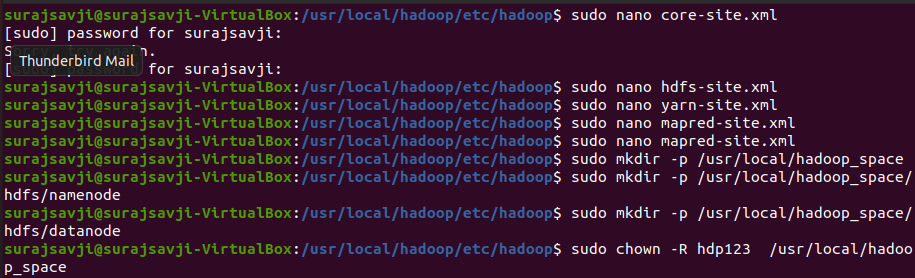 surajsavji@surajsavji-VirtualBox:/usr/local/hadoop/etc/hadoop$ sudo nano core-site.xml
[sudo] password for surajsavji:
Sorry, try again.
Thunderbird Mail
[sudo] password for surajsavji:
surajsavji@surajsavji-VirtualBox:/usr/local/hadoop/etc/hadoop$ sudo nano hdfs-site.xml
surajsavji@surajsavji-VirtualBox:/usr/local/hadoop/etc/hadoop$ sudo nano yarn-site.xml
surajsavji@surajsavji-VirtualBox:/usr/local/hadoop/etc/hadoop$ sudo nano mapred-site.xml
surajsavji@surajsavji-VirtualBox:/usr/local/hadoop/etc/hadoop$ sudo nano mapred-site.xml
surajsavji@surajsavji-VirtualBox:/usr/local/hadoop/etc/hadoop$ sudo mkdir -p /usr/local/hadoop_space
surajsavji@surajsavji-VirtualBox:/usr/local/hadoop/etc/hadoop$ sudo mkdir -p /usr/local/hadoop_space/
hdfs/namenode
surajsavji@surajsavji-VirtualBox:/usr/local/hadoop/etc/hadoop$ sudo mkdir -p /usr/local/hadoop_space/
hdfs/datanode
surajsavji@surajsavji-VirtualBox:/usr/local/hadoop/etc/hadoop$ sudo chown -R hdp123  /usr/local/hadoo
p_space